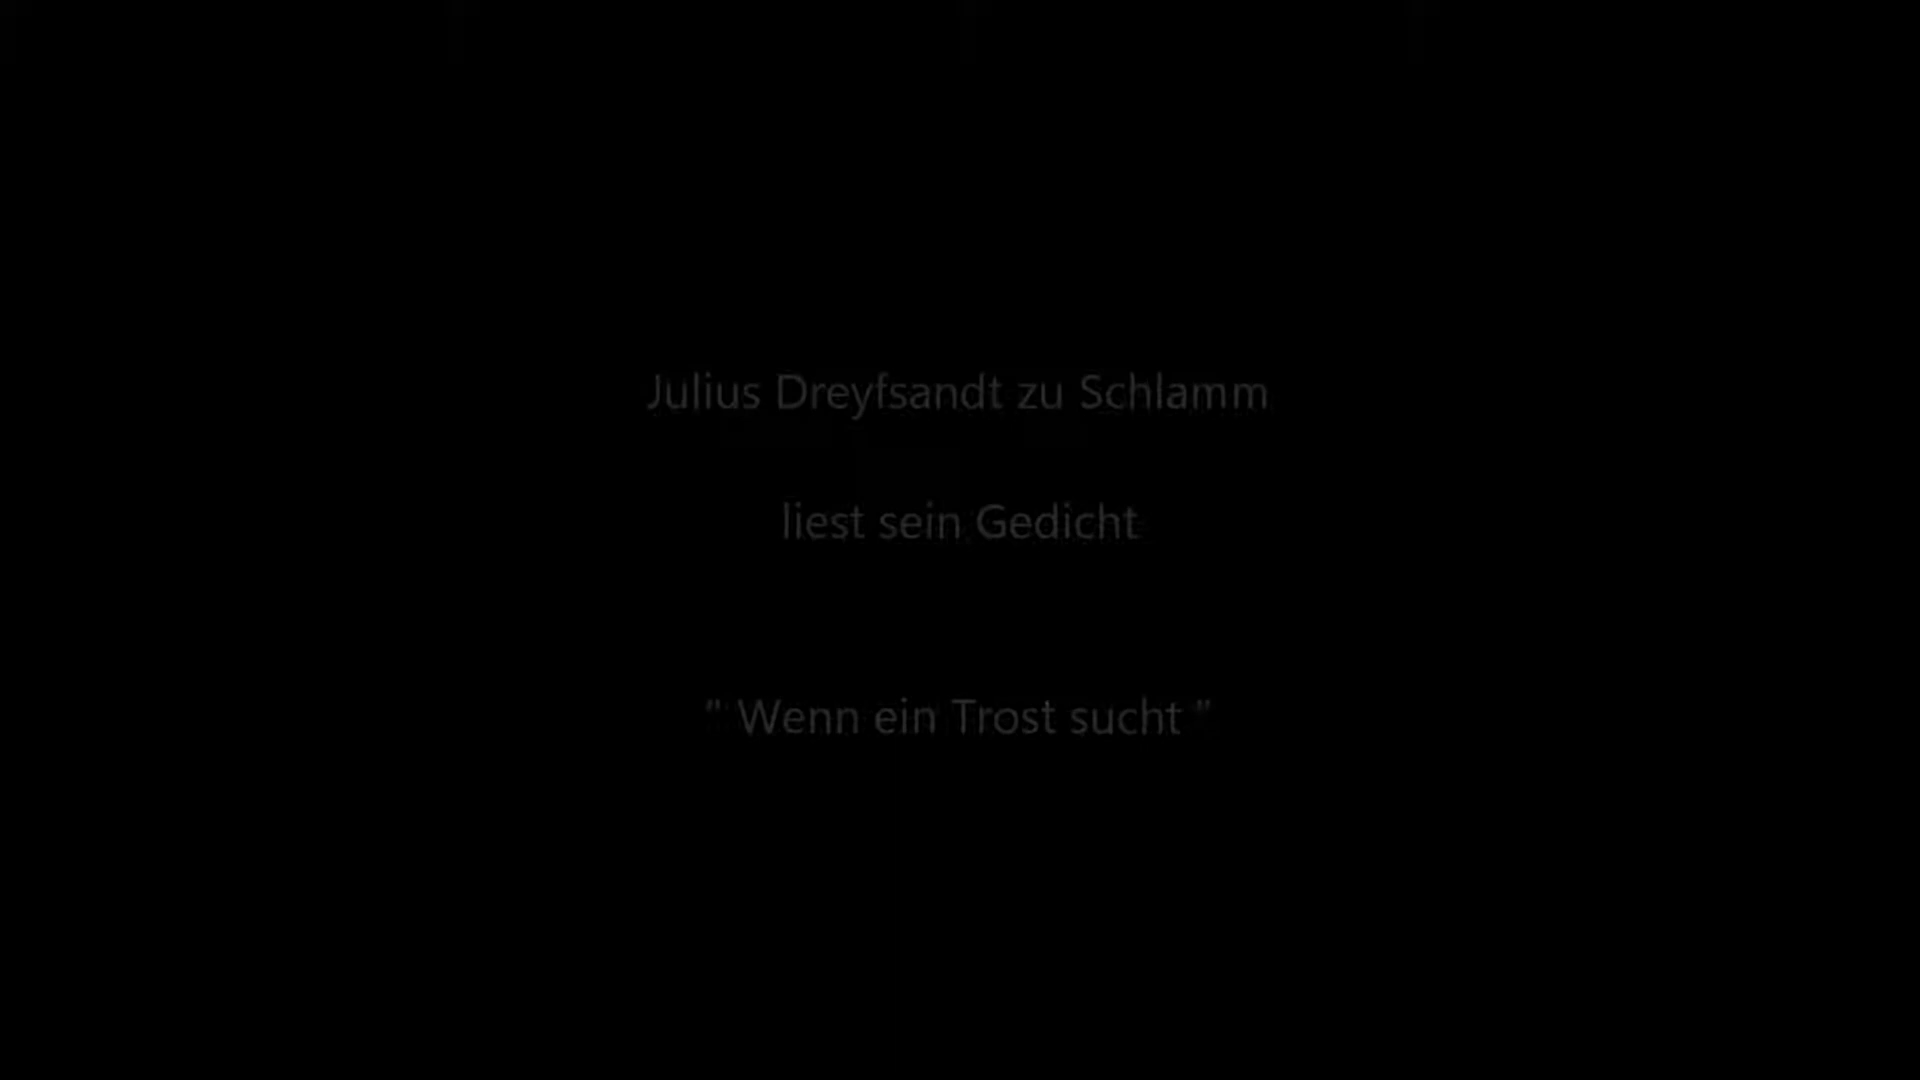 Julius Dreyfsandt zu Schlamm
liest sein Gedicht
" Wenn ein Trost sucht "